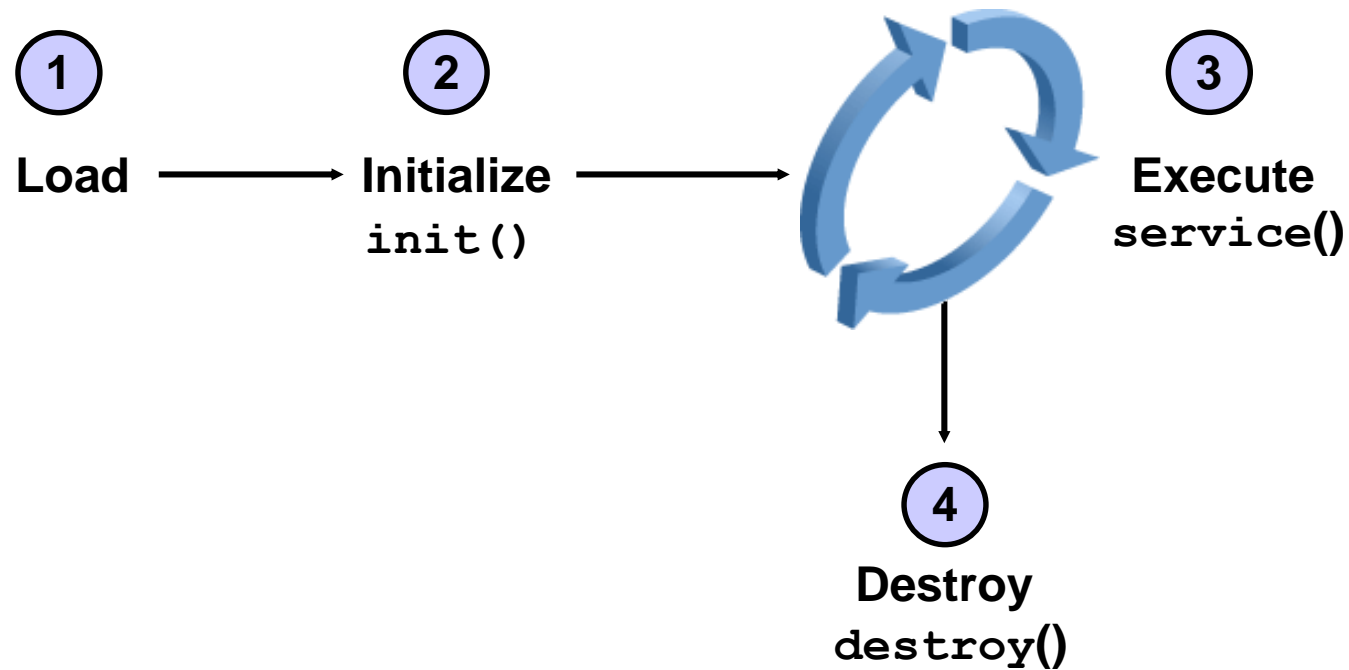 1
Load
2
Initialize
init()
3
Execute
service()
4
Destroy
destroy()